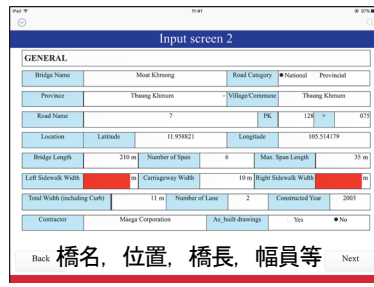 iPad 11:41 97%
Input screen 2
GENERAL
Bridge Name Moat Khmong Road Category National Provincial
Province Tbaung Khmum Village/Commune Thaung Khmum
Road Name 7 PK 128 + 075
Location Latitude 11.958821 Longitude 105.514179
Bridge Length 210 m Number of Span 6 Max. Span Length 35 m
Left Sidewalk Width m Carriageway Width 10 m Right Sidewalk Width m
Total Width (including Curb) 11 m Number of Lane 2 Constructed Year 2003
Contractor Maega Corporation As_built drawings Yes No
Back 橋名，位置，橋長，幅員等 Next